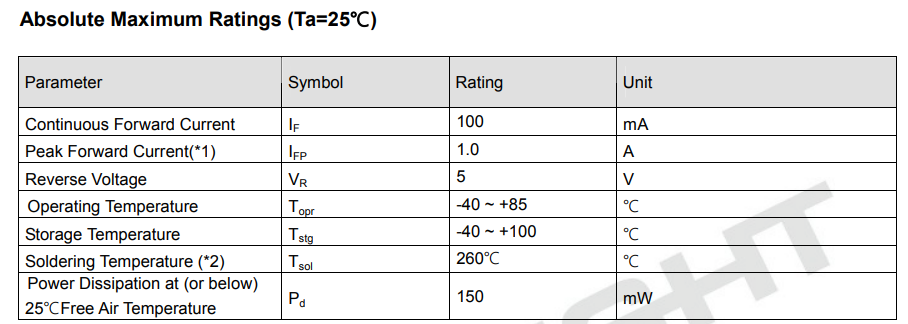 Absolute Maximum Ratings (Ta=25℃)
Parameter Symbol Rating Unit
Continuous Forward Current IF 100 mA
Peak Forward Current(*1) IFP 1.0 A
Reverse Voltage VR 5 V
Operating Temperature Topr -40 ~ +85 ℃
Storage Temperature Tstg -40 ~ +100 ℃
Soldering Temperature (*2) Tsol 260℃ ℃
Power Dissipation at (or below)
25℃Free Air Temperature Pd 150 mW